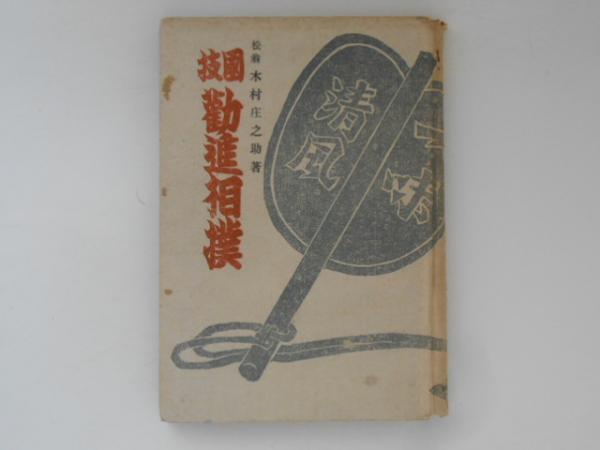 國技
勧進相撲
松翁 木村庄之助著
清風